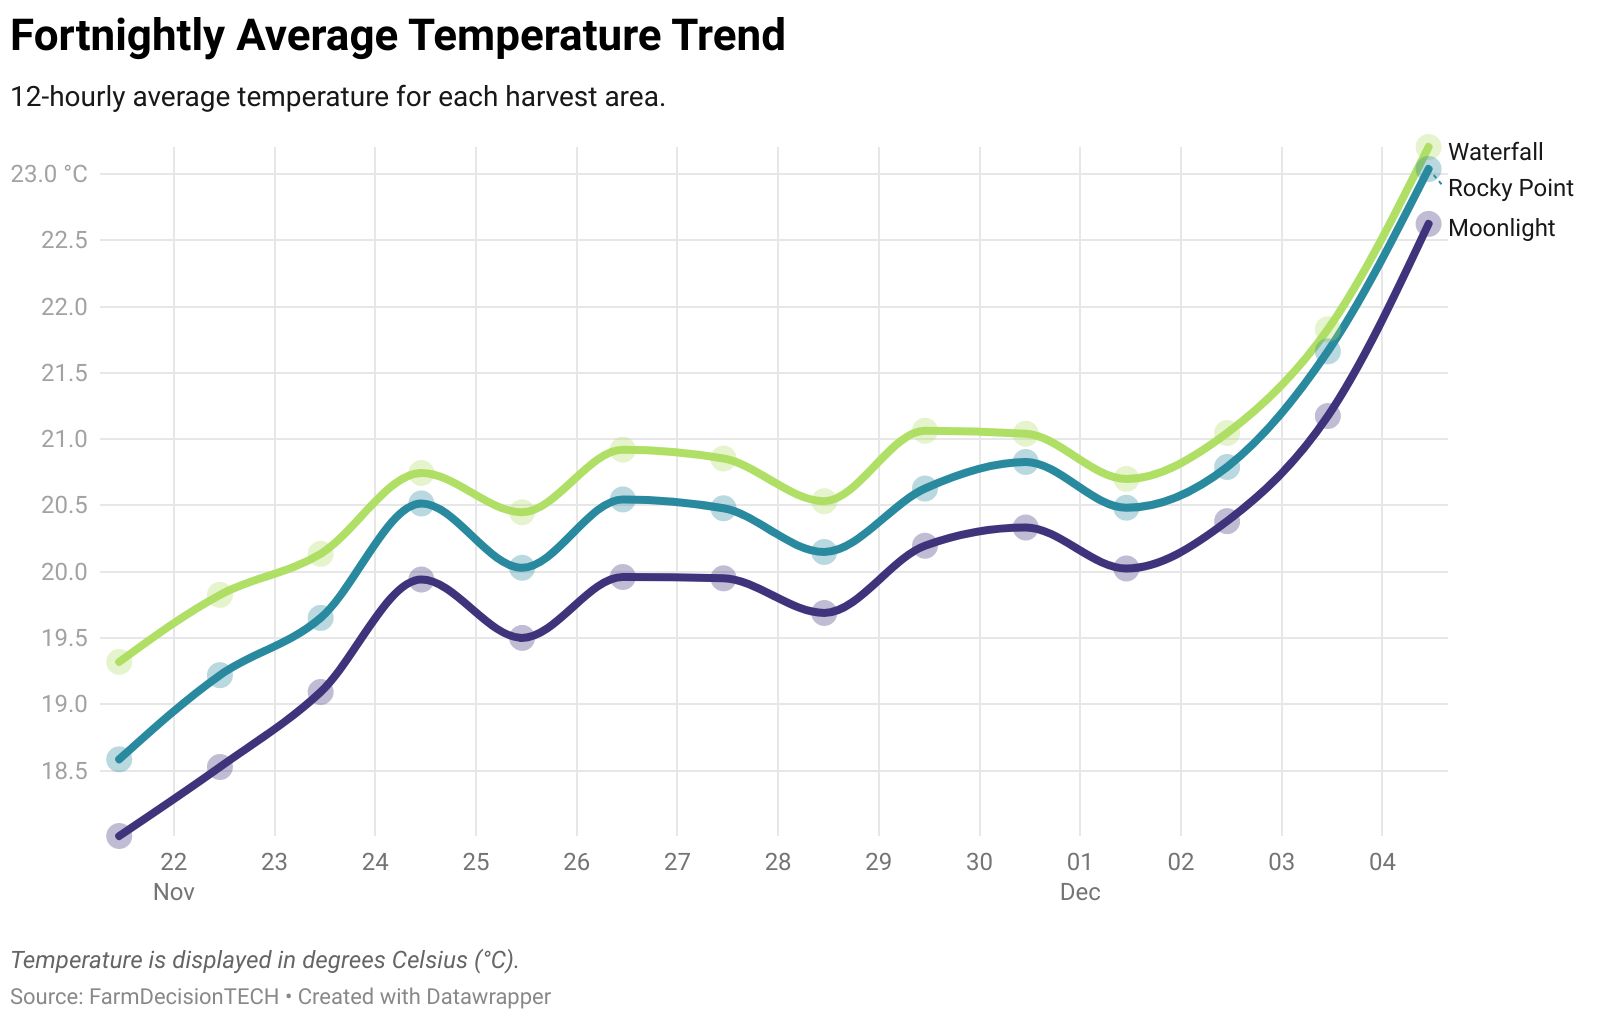 Fortnightly Average Temperature Trend
12-hourly average temperature for each harvest area.
Waterfall
23.0 °C
Rocky Point
Moonlight
22.5
22.0
21.5
21.0
20.5
20.0
19.5
19.0
18.5
22 23 24 25 26 27 28 29 30 01 02 03 04
Nov Dec
Temperature is displayed in degrees Celsius (°C).
Source: FarmDecisionTECH • Created with Datawrapper